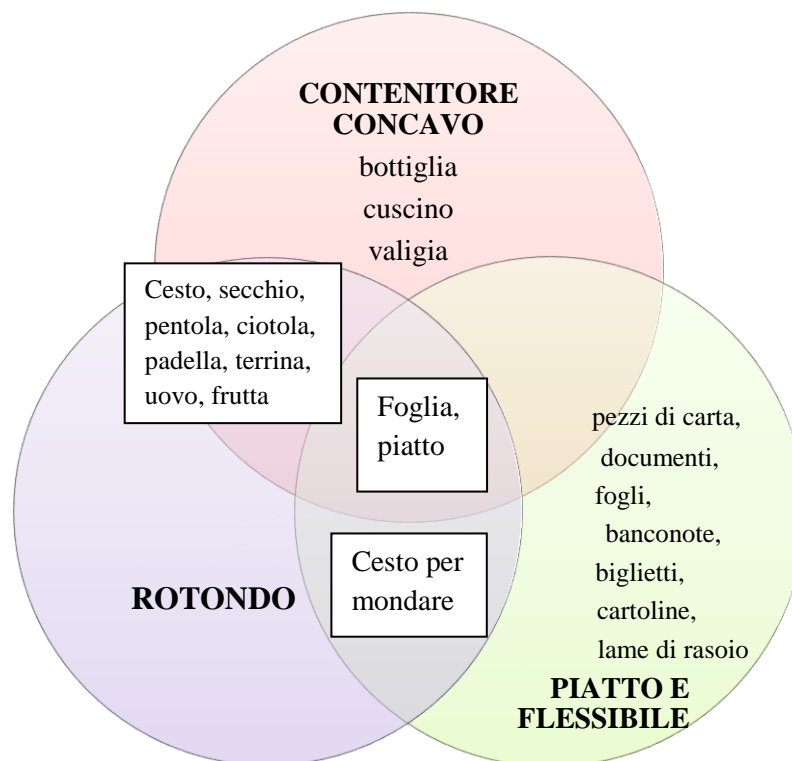 CONTENITORE
CONCAVO
bottiglia
cuscino
valigia
Cesto, secchio,
pentola, ciotola,
padella, terrina,
uovo, frutta
Foglia,
piatto
pezzi di carta,
documenti,
fogli,
banconote,
biglietti,
cartoline,
lame di rasoio
Cesto per
mondare
ROTONDO
PIATTO E
FLESSIBILE